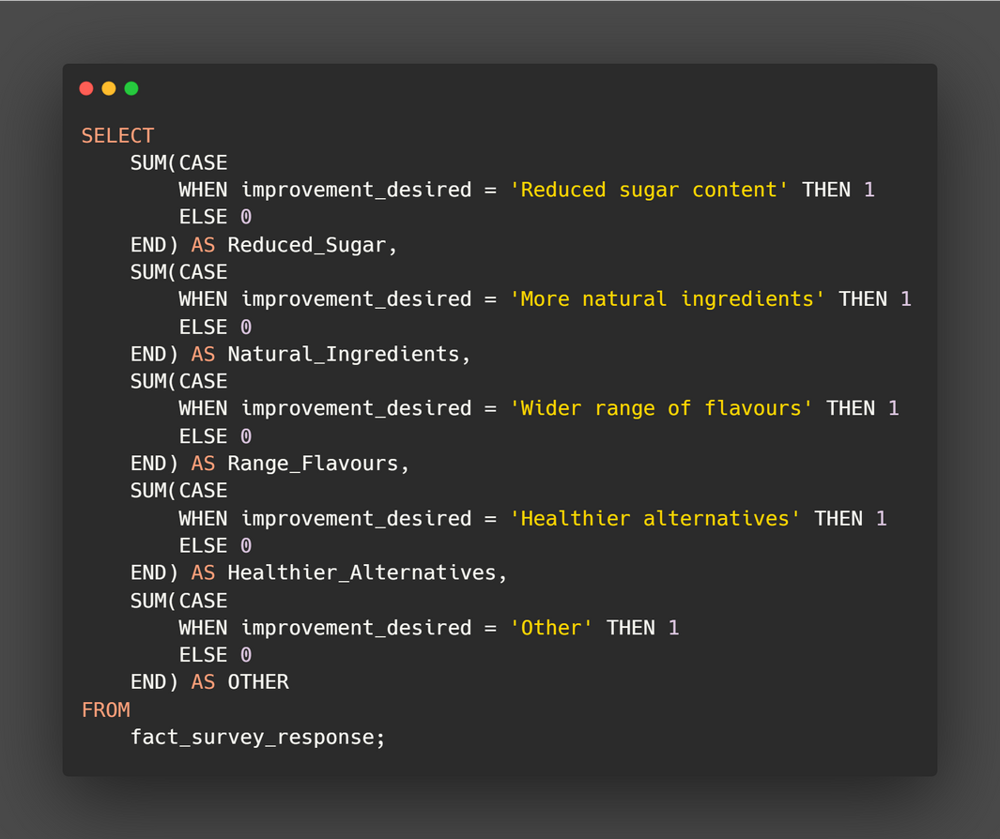 SELECT
    SUM(CASE
        WHEN improvement_desired = 'Reduced sugar content' THEN 1
        ELSE 0
    END) AS Reduced_Sugar,
    SUM(CASE
        WHEN improvement_desired = 'More natural ingredients' THEN 1
        ELSE 0
    END) AS Natural_Ingredients,
    SUM(CASE
        WHEN improvement_desired = 'Wider range of flavours' THEN 1
        ELSE 0
    END) AS Range_Flavours,
    SUM(CASE
        WHEN improvement_desired = 'Healthier alternatives' THEN 1
        ELSE 0
    END) AS Healthier_Alternatives,
    SUM(CASE
        WHEN improvement_desired = 'Other' THEN 1
        ELSE 0
    END) AS OTHER
FROM
    fact_survey_response;